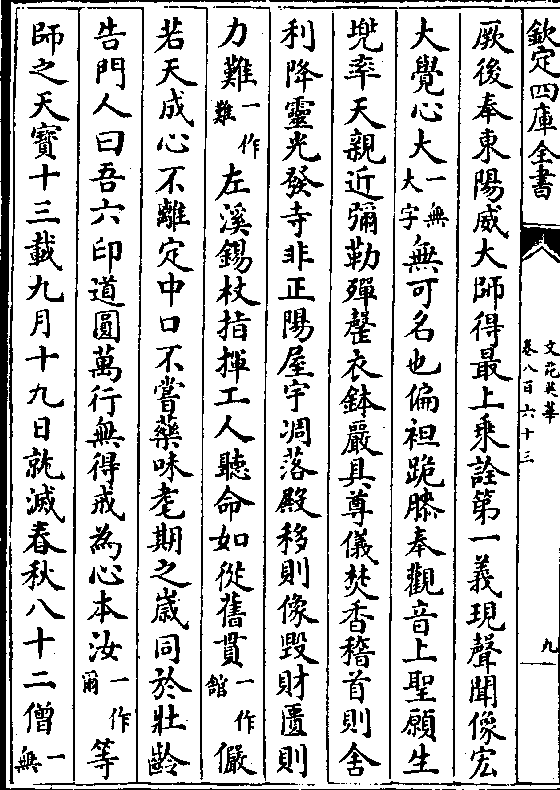 欽定四庫全書
文苑英華
卷八百六十三
九
厥後奉東陽威大師得最上乘詮第一義現聲聞像宏
大覺心大一無大字無可名也偏袒跪膝奉觀音上聖願生
兜率天親近彌勒殫罄衣鉢嚴具尊儀焚香稽首則舍
利降靈光發寺非正陽屋宇凋落殿移則像毀財匱則
力難一作艱左溪錫杖指揮工人聽命如從舊貫一作館儼
若天成心不離定中口不嘗藥味耄期之歲同於壯齡
告門人曰吾六印道圓萬行無得戒為心本汝一作爾等
師之天寶十三載九月十九日就滅春秋八十二僧一無